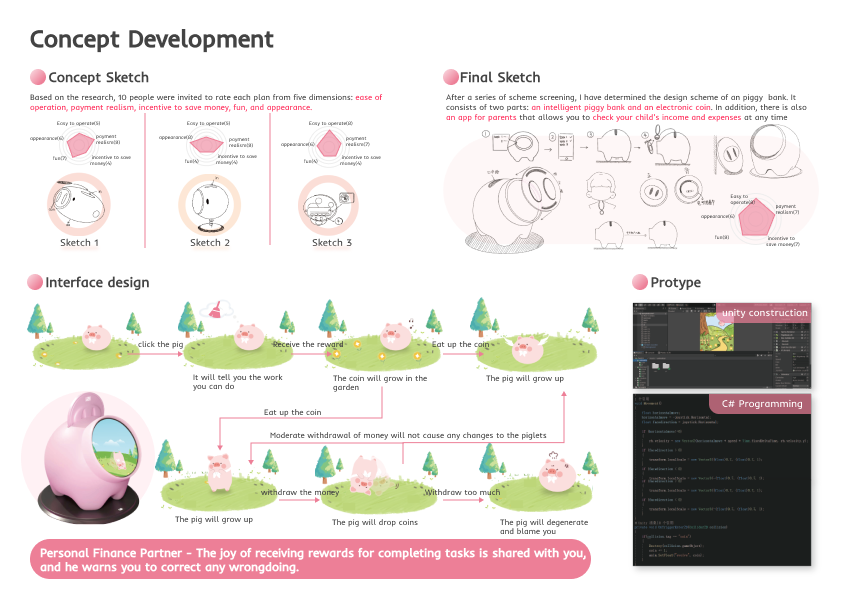 Concept Development
Concept Sketch
Based on the research, 10 people were invited to rate each plan from five dimensions: ease of
operation, payment realism, incentive to save money, fun, and appearance.
Easy to operate(6)
appearance(6)
payment
realism(8)
fun(7)
incentive to save
money(4)
Sketch 1
Easy to operate(5)
appearance(8)
payment
realism(8)
fun(4)
incentive to save
money(4)
Sketch 2
Easy to operate(8)
appearance(6)
payment
realism(7)
fun(4)
incentive to save
money(4)
Sketch 3
Final Sketch
After a series of scheme screening, I have determined the design scheme of an piggy bank. It
consists of two parts: an intelligent piggy bank and an electronic coin. In addition, there is also
an app for parents that allows you to check your child's income and expenses at any time
1
2
3
4
Easy to
operate(8)
appearance(6)
payment
realism(7)
fun(8)
incentive to
save money(7)
Interface design
click the pig
It will tell you the work
you can do
Receive the reward
The coin will grow in the
garden
Eat up the coin
The pig will grow up
Eat up the coin
Moderate withdrawal of money will not cause any changes to the piglets
The pig will grow up
withdraw the money
The pig will drop coins
Withdraw too much
The pig will degenerate
and blame you
Personal Finance Partner – The joy of receiving rewards for completing tasks is shared with you,
and he warns you to correct any wrongdoing.
Protype
unity construction
C# Programming